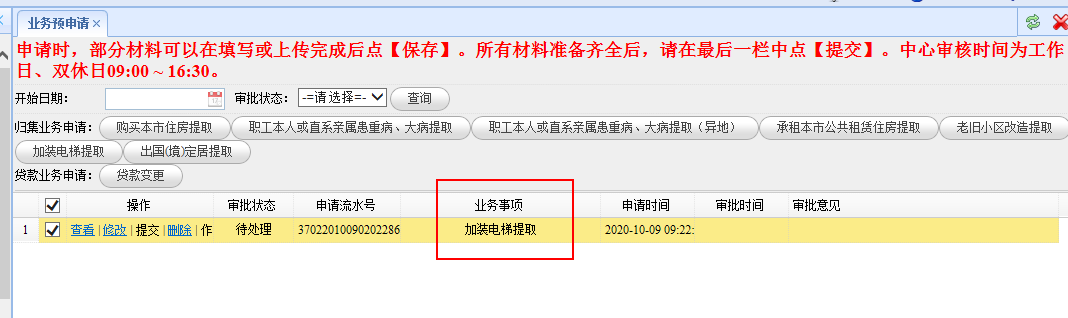 业务预申请
申请时，部分材料可以在填写或上传完成后点【保存】。所有材料准备齐全后，请在最后一栏中点【提交】。中心审核时间为工作
日、双休日09:00 ~ 16:30。
开始日期： 审批状态： -=请选择=- 查询
归集业务申请： 购买本市住房提取 职工本人或直系亲属患重病、大病提取 职工本人或直系亲属患重病、大病提取（异地） 承租本市公共租赁住房提取 老旧小区改造提取
加装电梯提取 出国(境)定居提取
贷款业务申请： 贷款变更
操作 审批状态 申请流水号 业务事项 申请时间 审批时间 审批意见
1 查看 | 修改 | 提交 | 删除 | 作 待处理 37022010090202286 加装电梯提取 2020-10-09 09:22: